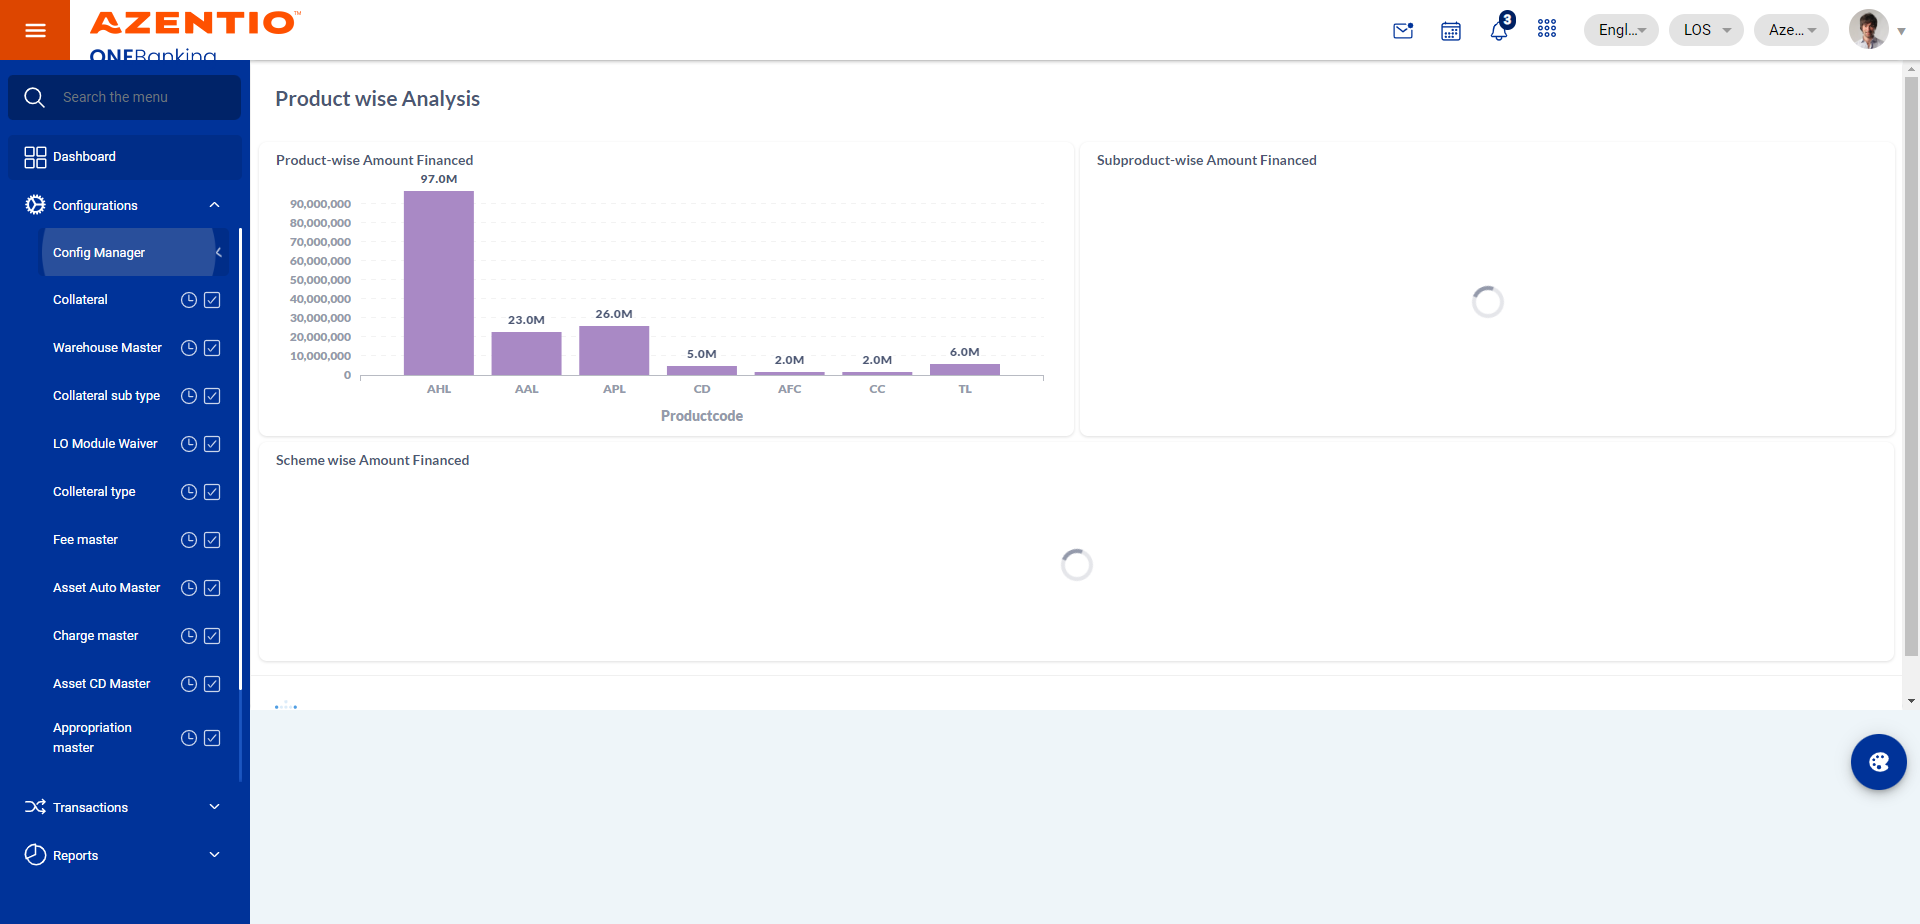 AZENTIO™
ONEBanking
3
Engl...
LOS
Aze...
Search the menu
Dashboard
Configurations
Config Manager
Collateral
Warehouse Master
Collateral sub type
LO Module Waiver
Colleteral type
Fee master
Asset Auto Master
Charge master
Asset CD Master
Appropriation
master
Transactions
Reports
Product wise Analysis
Product-wise Amount Financed
97.0M
90,000,000
80,000,000
70,000,000
60,000,000
50,000,000
40,000,000
30,000,000
20,000,000
10,000,000
0
23.0M
26.0M
5.0M
2.0M
2.0M
6.0M
AHL
AAL
APL
CD
AFC
CC
TL
Productcode
Subproduct-wise Amount Financed
Scheme wise Amount Financed